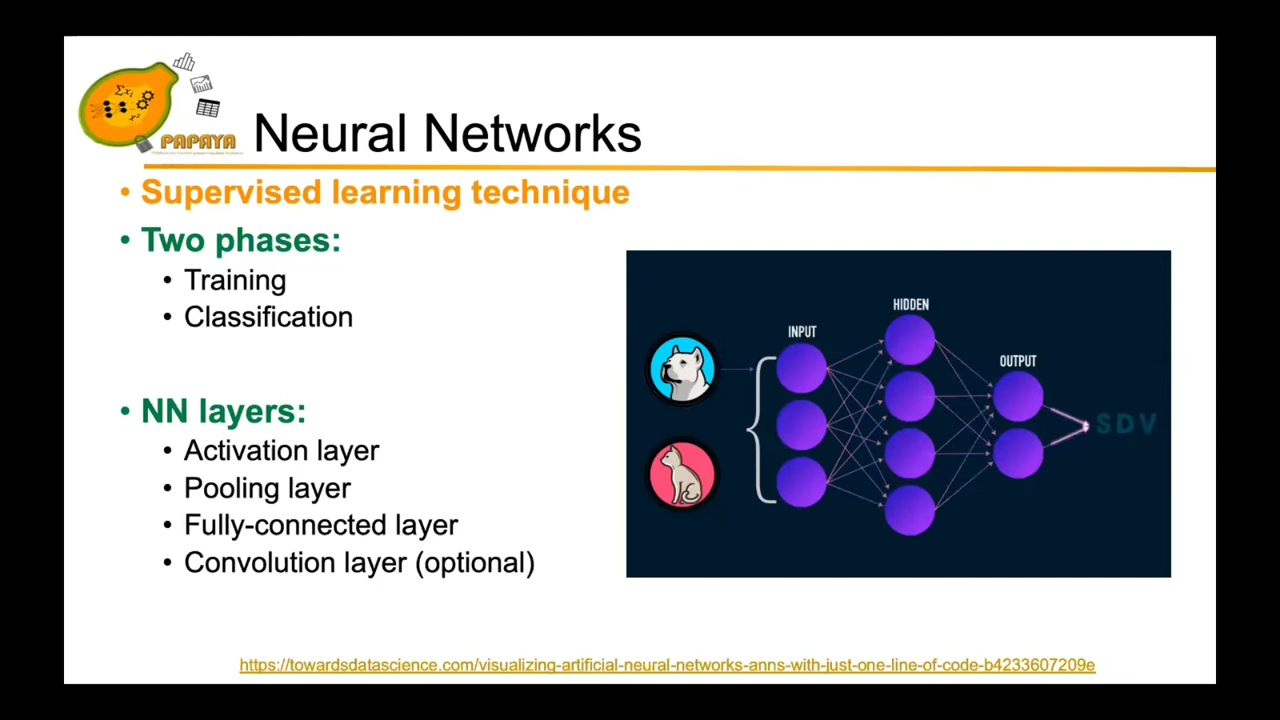 PAPAYA
Neural Networks
• Supervised learning technique
• Two phases:
• Training
• Classification
• NN layers:
• Activation layer
• Pooling layer
• Fully-connected layer
• Convolution layer (optional)
INPUT
HIDDEN
OUTPUT
SDV
https://towardsdatascience.com/visualizing-artificial-neural-networks-anns-with-just-one-line-of-code-b4233607209e